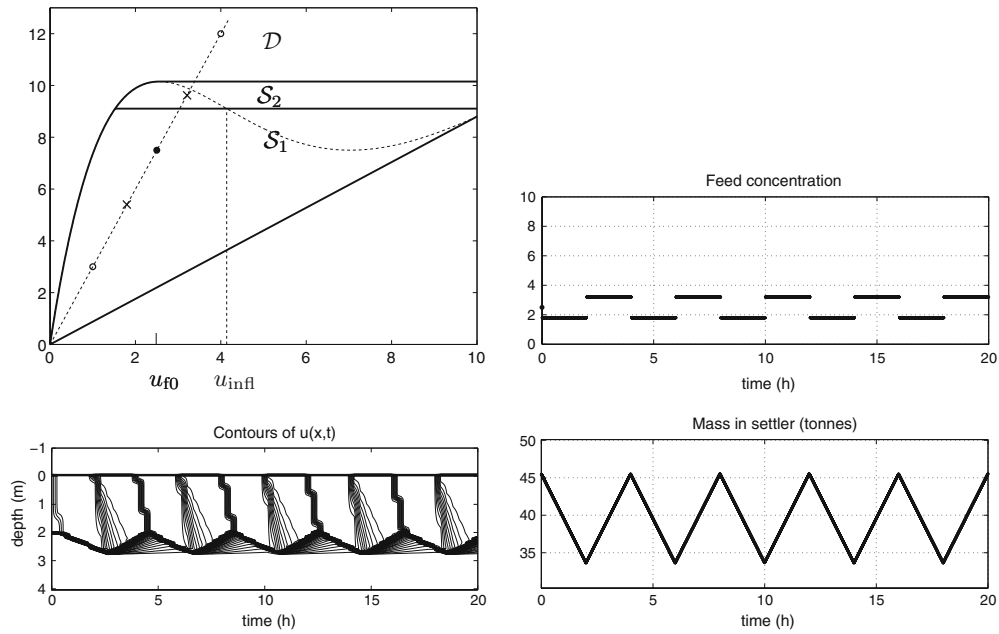 12
10
8
6
4
2
0
𝒟
𝒮₂
𝒮₁
0 2 4 6 8 10
u_f0 u_infl
Feed concentration
10
8
6
4
2
0
0 5 10 15 20
time (h)
Contours of u(x,t)
depth (m)
−1
0
1
2
3
4
0 5 10 15 20
time (h)
Mass in settler (tonnes)
50
45
40
35
0 5 10 15 20
time (h)